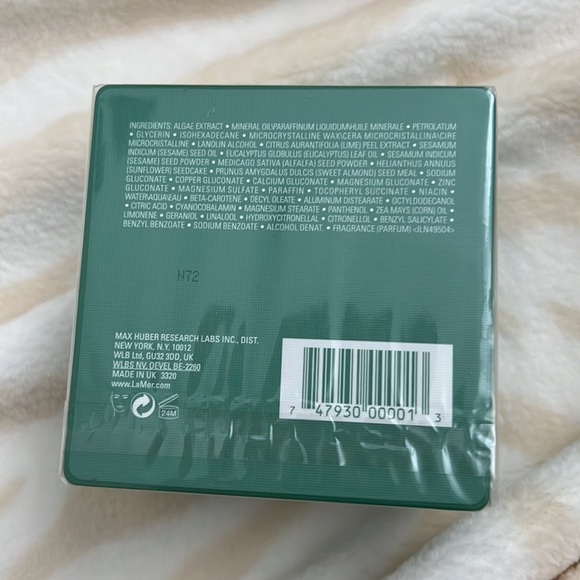 INGREDIENTS: ALGAE EXTRACT • MINERAL OIL\PARAFFINUM LIQUIDUM\HUILE MINERALE • PETROLATUM
• GLYCERIN • ISOHEXADECANE • MICROCRYSTALLINE WAX\CERA MICROCRISTALLINA\CIRE
MICROCRISTALLINE • LANOLIN ALCOHOL • CITRUS AURANTIFOLIA (LIME) PEEL EXTRACT • SESAMUM
INDICUM (SESAME) SEED OIL • EUCALYPTUS GLOBULUS (EUCALYPTUS) LEAF OIL • SESAMUM INDICUM
(SESAME) SEED POWDER • MEDICAGO SATIVA (ALFALFA) SEED POWDER • HELIANTHUS ANNUUS
(SUNFLOWER) SEEDCAKE • PRUNUS AMYGDALUS DULCIS (SWEET ALMOND) SEED MEAL • SODIUM
GLUCONATE • COPPER GLUCONATE • CALCIUM GLUCONATE • MAGNESIUM GLUCONATE • ZINC
GLUCONATE • MAGNESIUM SULFATE • PARAFFIN • TOCOPHERYL SUCCINATE • NIACIN •
WATER\AQUA\EAU • BETA-CAROTENE • DECYL OLEATE • ALUMINUM DISTEARATE • OCTYLDODECANOL
• CITRIC ACID • CYANOCOBALAMIN • MAGNESIUM STEARATE • PANTHENOL • ZEA MAYS (CORN) OIL •
LIMONENE • GERANIOL • LINALOOL • HYDROXYCITRONELLAL • CITRONELLOL • BENZYL SALICYLATE •
BENZYL BENZOATE • SODIUM BENZOATE • ALCOHOL DENAT. • FRAGRANCE (PARFUM) <ILN49504>
N72
MAX HUBER RESEARCH LABS INC., DIST.
NEW YORK, N.Y. 10012
WLB Ltd, GU32 3DD, UK
WLBS NV, OEVEL BE-2260
MADE IN UK 3320
www.LaMer.com
24M
7 47930 00001 3